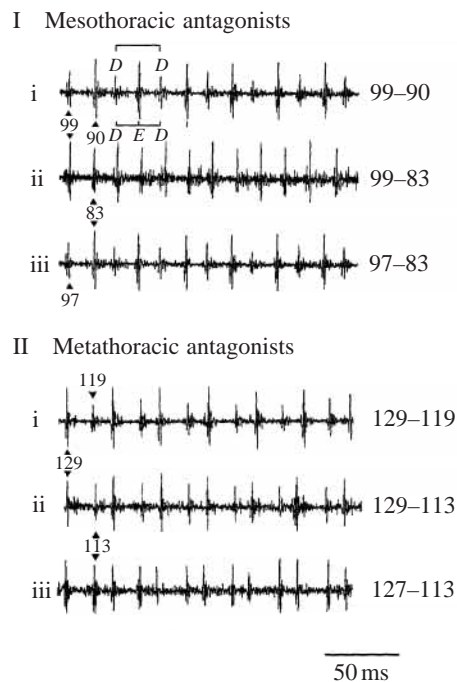 I Mesothoracic antagonists
D D
i 99–90
99 90 D E D
ii 99–83
83
iii 97–83
97
II Metathoracic antagonists
119
i 129–119
129
ii 129–113
113
iii 127–113
50 ms